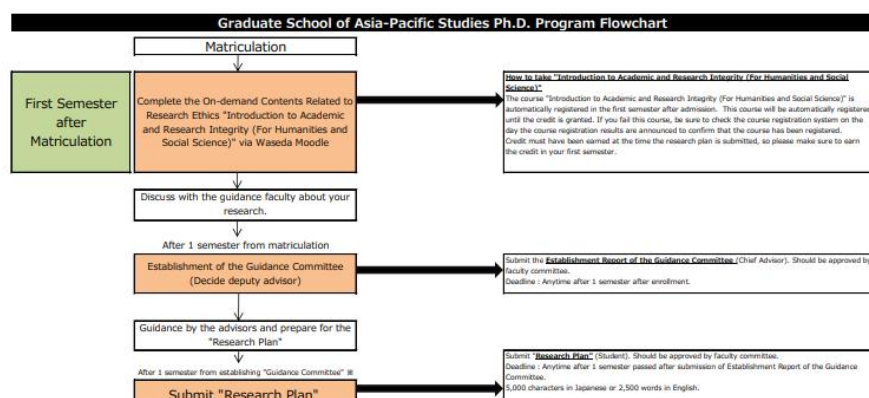 Graduate School of Asia-Pacific Studies Ph.D. Program Flowchart
Matriculation
First Semester
after
Matriculation
Complete the On-demand Contents Related to
Research Ethics "Introduction to Academic
and Research Integrity (For Humanities and
Social Science)" via Waseda Moodle
How to take "Introduction to Academic and Research Integrity (For Humanities and Social
Science)"
The course "Introduction to Academic and Research Integrity (For Humanities and Social Science)" is
automatically registered in the first semester after admission. This course will be automatically registered
until the credit is granted. If you fail this course, be sure to check the course registration system on the
day the course registration results are announced to confirm that the course has been registered.
Credit must have been earned at the time the research plan is submitted, so please make sure to earn
the credit in your first semester.
Discuss with the guidance faculty about your
research.
After 1 semester from matriculation
Establishment of the Guidance Committee
(Decide deputy advisor)
Submit the Establishment Report of the Guidance Committee (Chief Advisor). Should be approved by
faculty committee.
Deadline : Anytime after 1 semester after enrollment.
Guidance by the advisors and prepare for the
"Research Plan"
After 1 semester from establishing "Guidance Committee" ※
Submit "Research Plan"
Submit "Research Plan" (Student). Should be approved by faculty committee.
Deadline : Anytime after 1 semester passed after submission of Establishment Report of the Guidance
Committee.
5,000 characters in Japanese or 2,500 words in English.